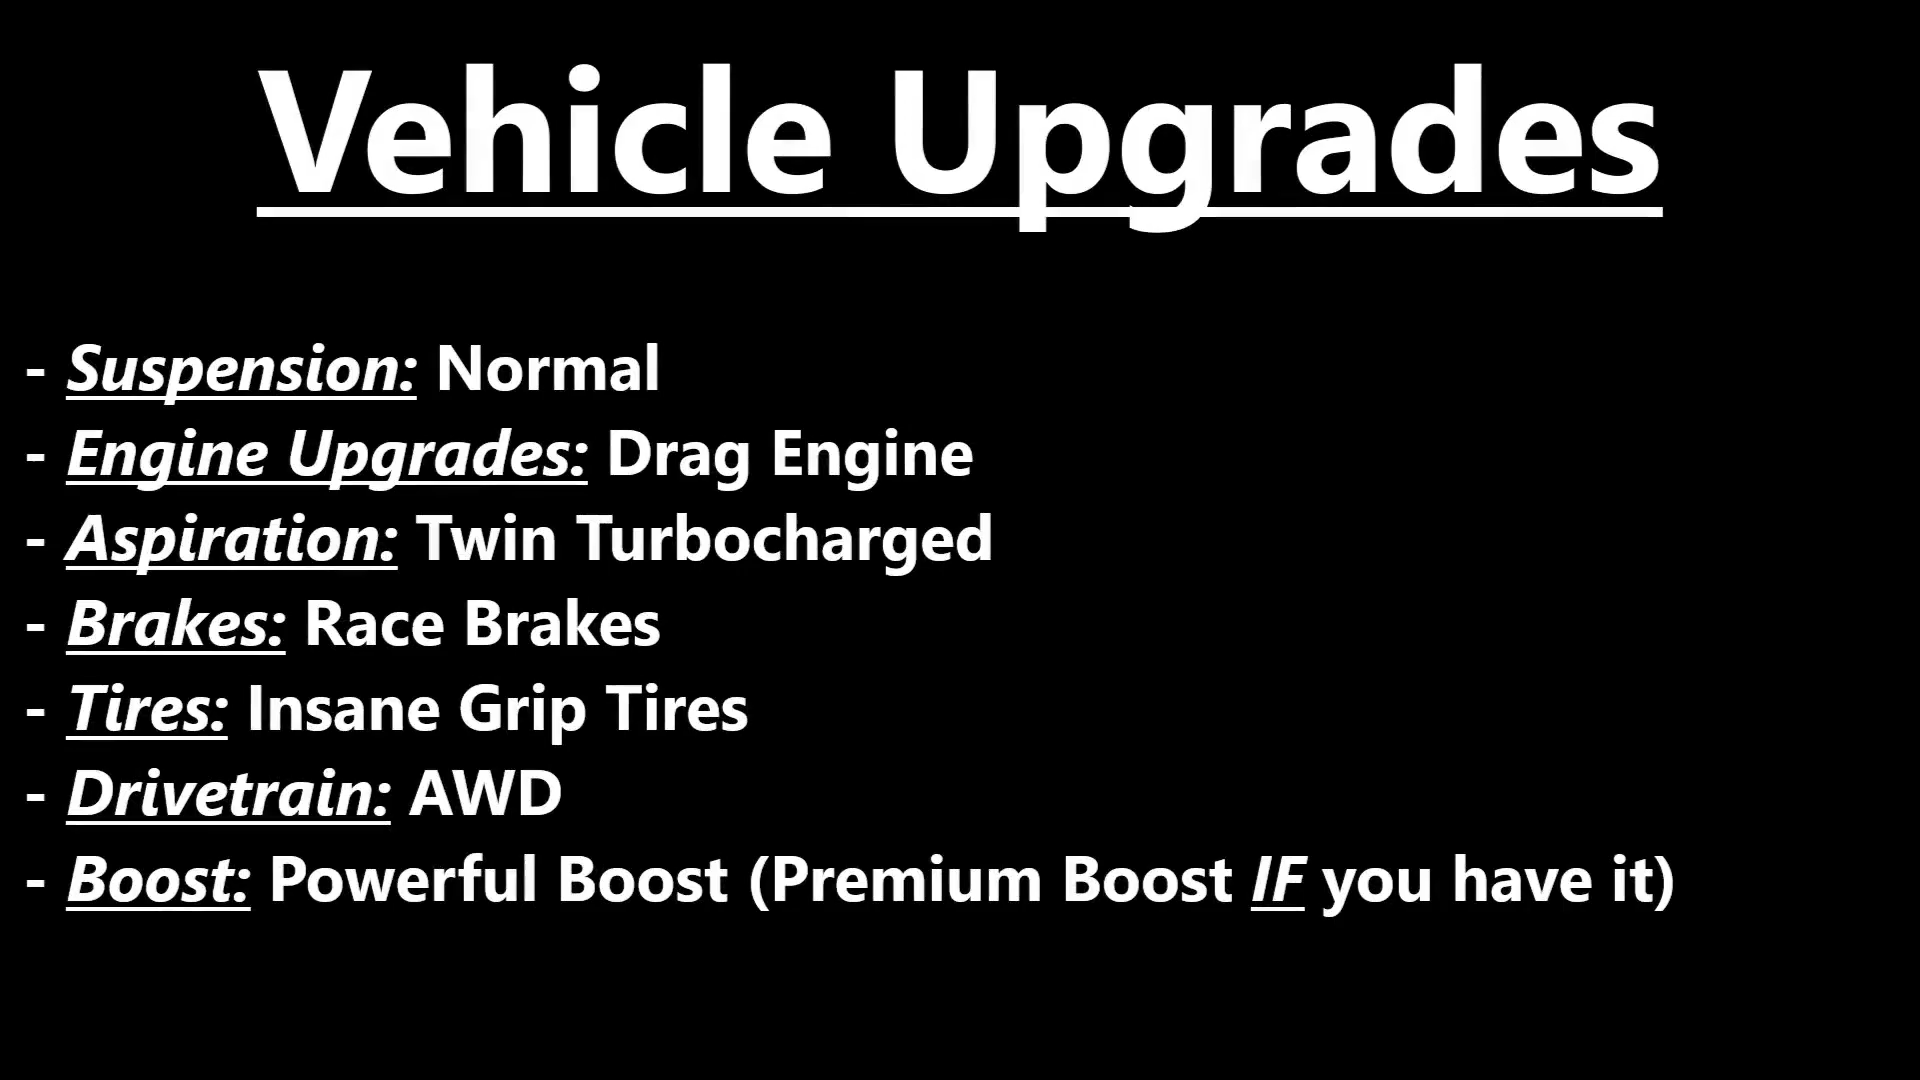 Vehicle Upgrades
- Suspension: Normal
- Engine Upgrades: Drag Engine
- Aspiration: Twin Turbocharged
- Brakes: Race Brakes
- Tires: Insane Grip Tires
- Drivetrain: AWD
- Boost: Powerful Boost (Premium Boost IF you have it)